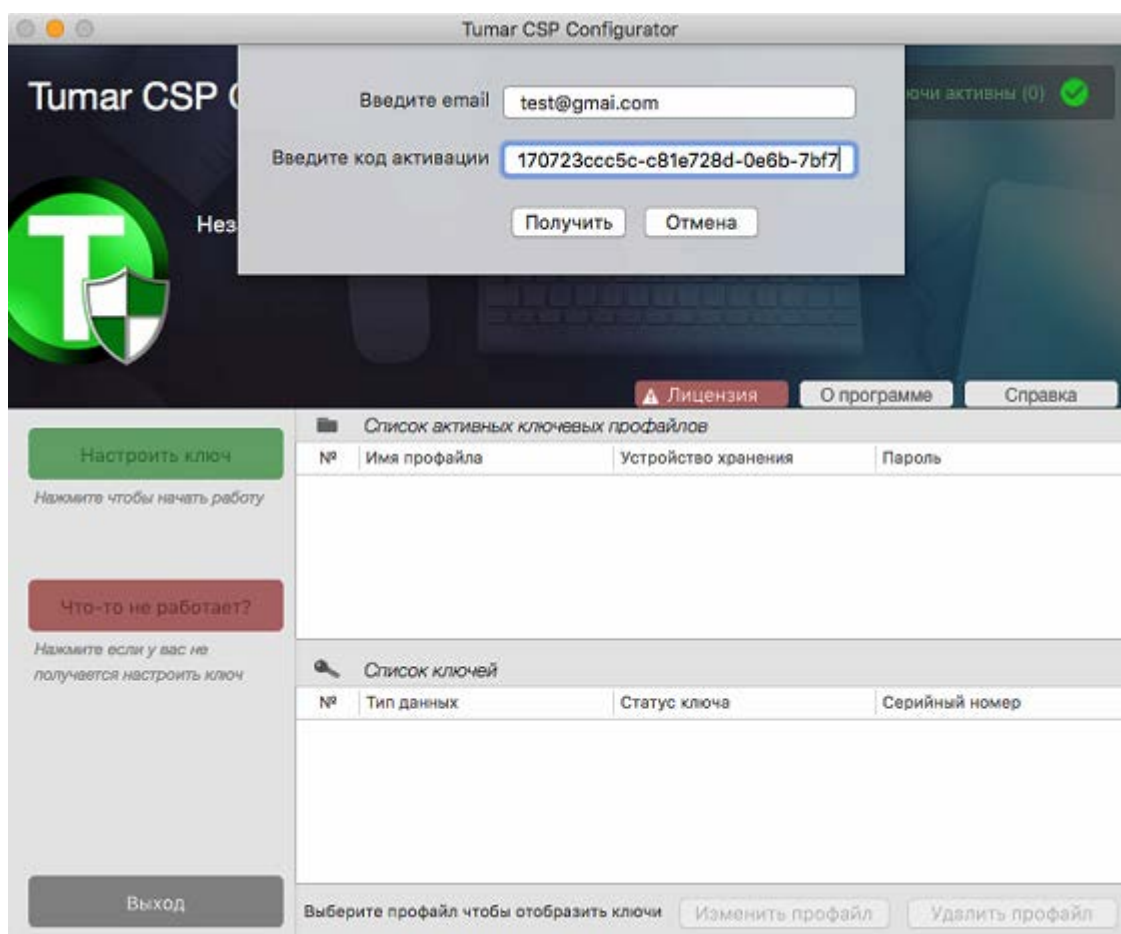 Tumar CSP Configurator
Tumar CSP
Введите email test@gmai.com
Введите код активации 170723ccc5c-c81e728d-0e6b-7bf7
Получить Отмена
активны (0)
T
Лицензия О программе Справка
Настроить ключ
Нажмите чтобы начать работу
Что-то не работает?
Нажмите если у вас не
получается настроить ключ
Выход
Список активных ключевых профайлов
№ Имя профайла Устройство хранения Пароль
Список ключей
№ Тип данных Статус ключа Серийный номер
Выберите профайл чтобы отобразить ключи Изменить профайл Удалить профайл